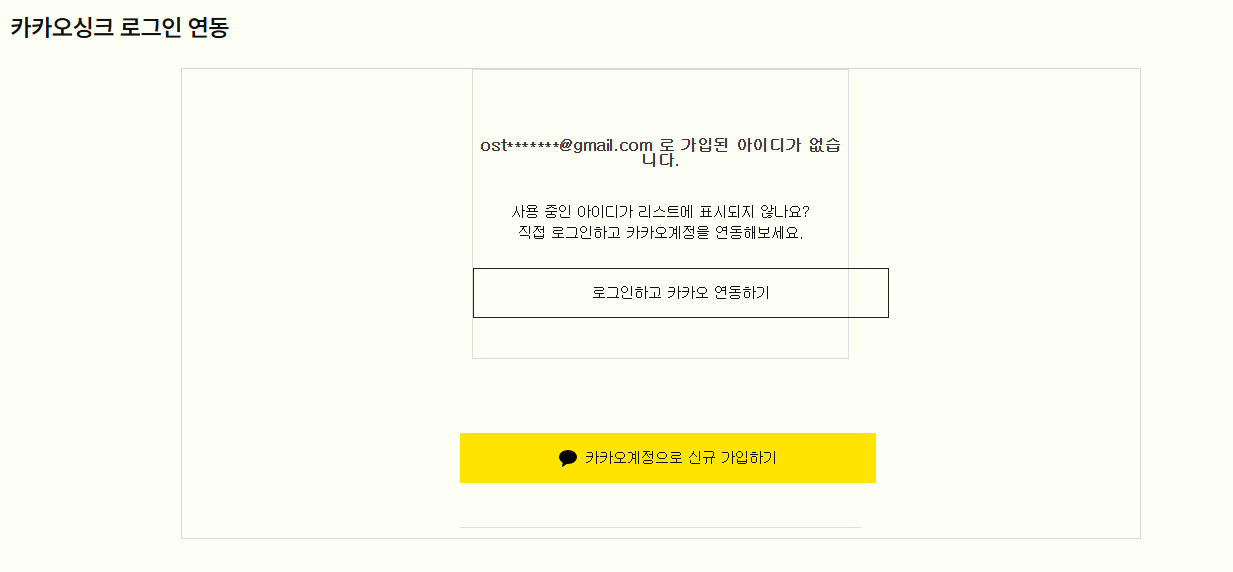 카카오싱크 로그인 연동
ost*******@gmail.com 로 가입된 아이디가 없습
니다.
사용 중인 아이디가 리스트에 표시되지 않나요?
직접 로그인하고 카카오계정을 연동해보세요.
로그인하고 카카오 연동하기
카카오계정으로 신규 가입하기